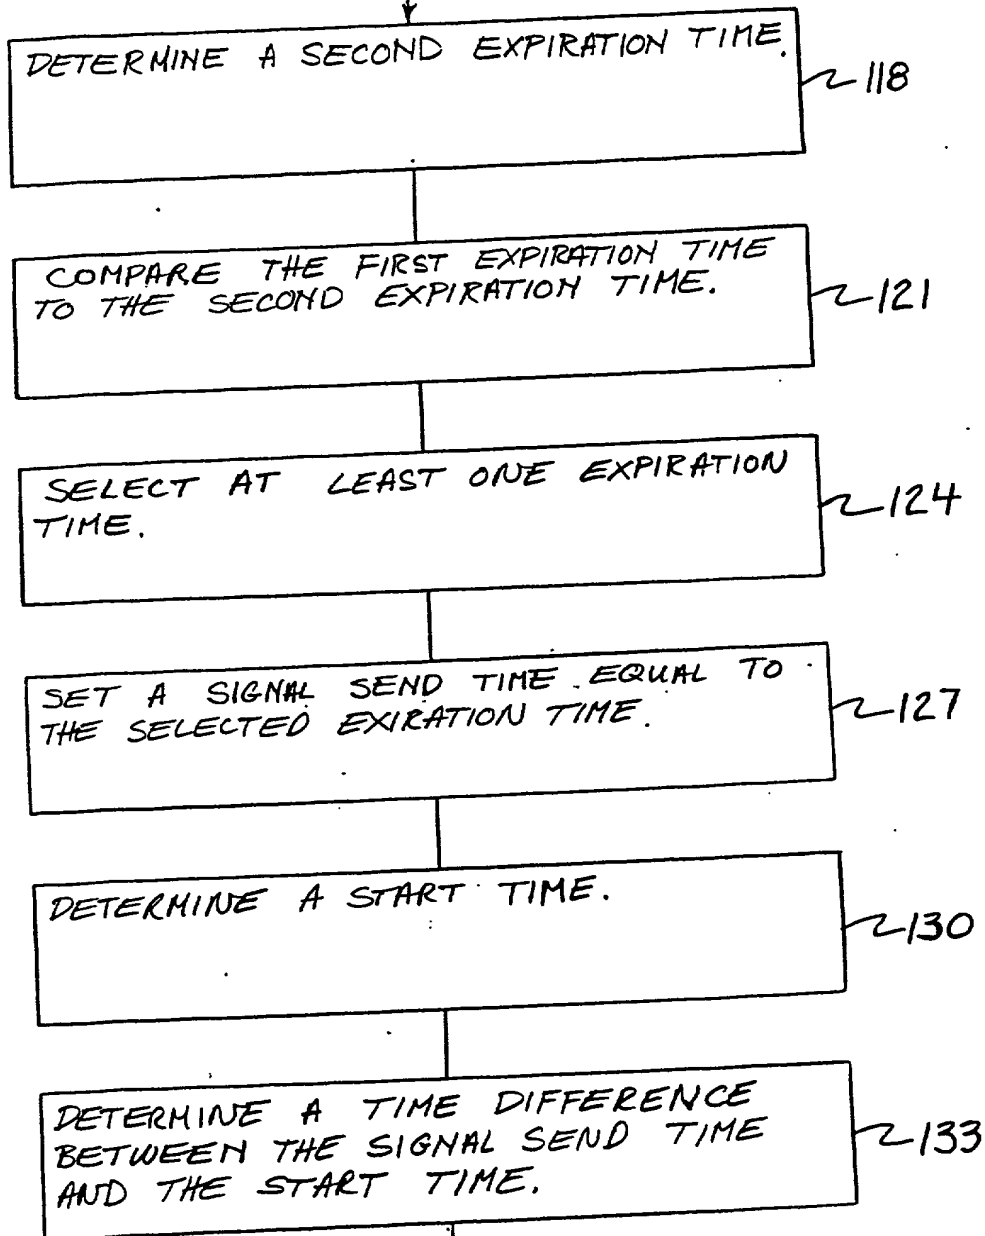 DETERMINE A SECOND EXPIRATION TIME.
118
COMPARE THE FIRST EXPIRATION TIME
TO THE SECOND EXPIRATION TIME.
121
SELECT AT LEAST ONE EXPIRATION
TIME.
124
SET A SIGNAL SEND TIME EQUAL TO
THE SELECTED EXIRATION TIME.
127
DETERMINE A START TIME.
130
DETERMINE A TIME DIFFERENCE
BETWEEN THE SIGNAL SEND TIME
AND THE START TIME.
133